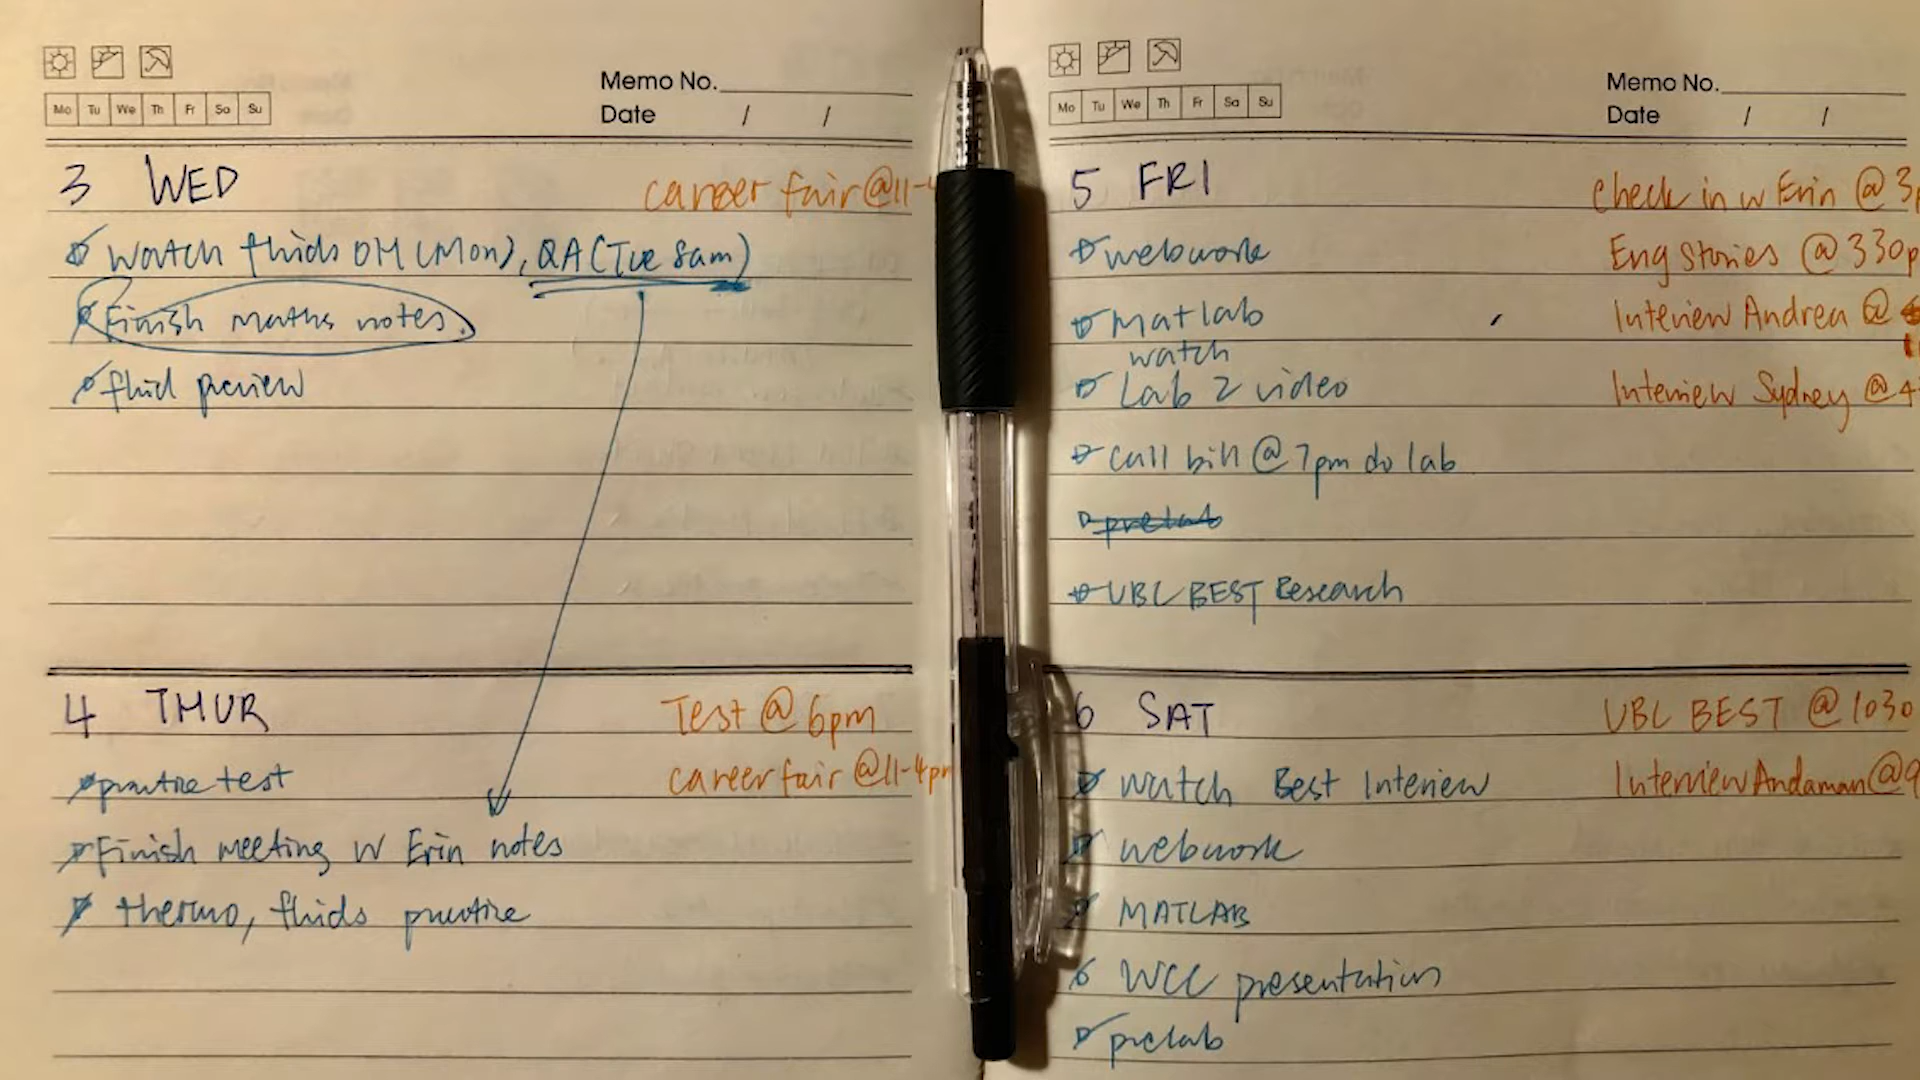 Memo No.
Mo Tu We Th Fr Sa Su
Date / /
3 WED
career fair @11-4
Watch fluids OH (Mon), QA (Tue 8am)
Finish maths notes.
fluid preview
4 THUR
Test @ 6pm
career fair @11-4pm
practice test
Finish meeting w Erin notes
thermo, fluids practice
Memo No.
Mo Tu We Th Fr Sa Su
Date / /
5 FRI
check in w Erin @ 3p
webwork
Eng Stories @ 330p
Matlab
Interview Andrea @
watch
Lab 2 video
Interview Sydney @ 4
call bill @ 7pm do lab
prelab
UBC BEST Research
6 SAT
UBC BEST @ 1030
Interview Andaman @ 9
watch Best Interview
webwork
MATLAB
WCC presentation
prelab